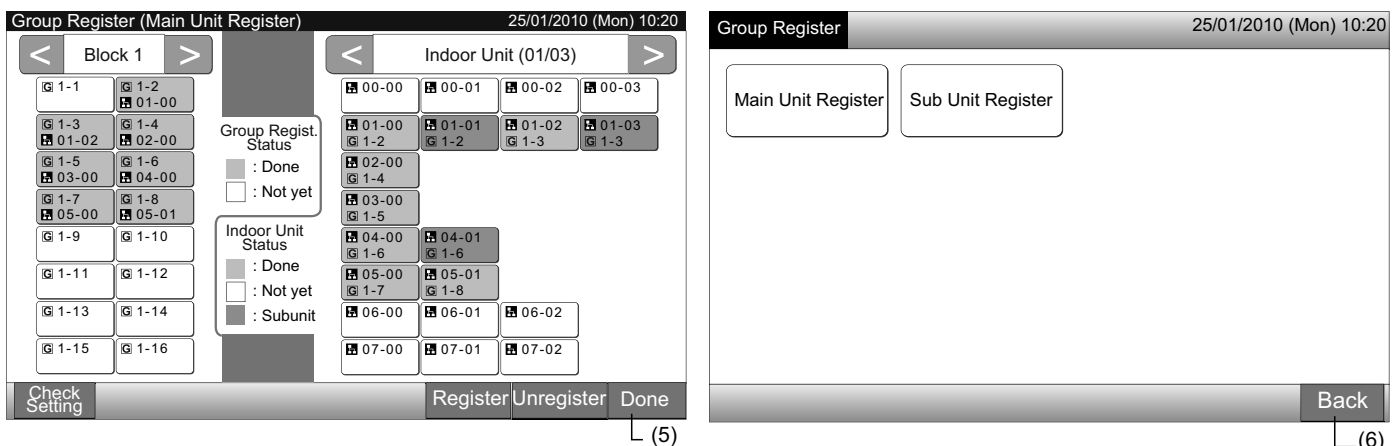 Group Register (Main Unit Register) 25/01/2010 (Mon) 10:20
< Block 1 > < Indoor Unit (01/03) >
G 1-1 G 1-2 00-00 00-01 00-02 00-03
01-00
G 1-3 G 1-4 Group Regist. 01-00 01-01 01-02 01-03
01-02 02-00 Status G 1-2 G 1-2 G 1-3 G 1-3
G 1-5 G 1-6 : Done 02-00
03-00 04-00 G 1-4
G 1-7 G 1-8 : Not yet 03-00
05-00 05-01 G 1-5
G 1-9 G 1-10 Indoor Unit 04-00 04-01
Status G 1-6 G 1-6
G 1-11 G 1-12 : Done 05-00 05-01
: Not yet G 1-7 G 1-8
G 1-13 G 1-14 : Subunit 06-00 06-01 06-02
G 1-15 G 1-16 07-00 07-01 07-02
Check
Setting Register Unregister Done
(5)
Group Register 25/01/2010 (Mon) 10:20
Main Unit Register Sub Unit Register
Back
(6)